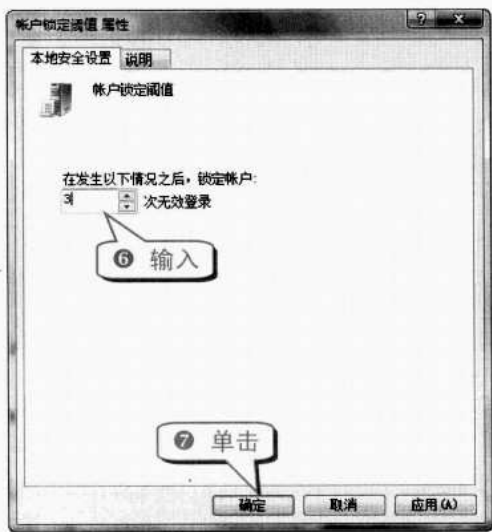 帐户锁定阈值 属性
本地安全设置 说明
帐户锁定阈值
在发生以下情况之后，锁定帐户:
3 次无效登录
❻ 输入
❼ 单击
确定 取消 应用(A)